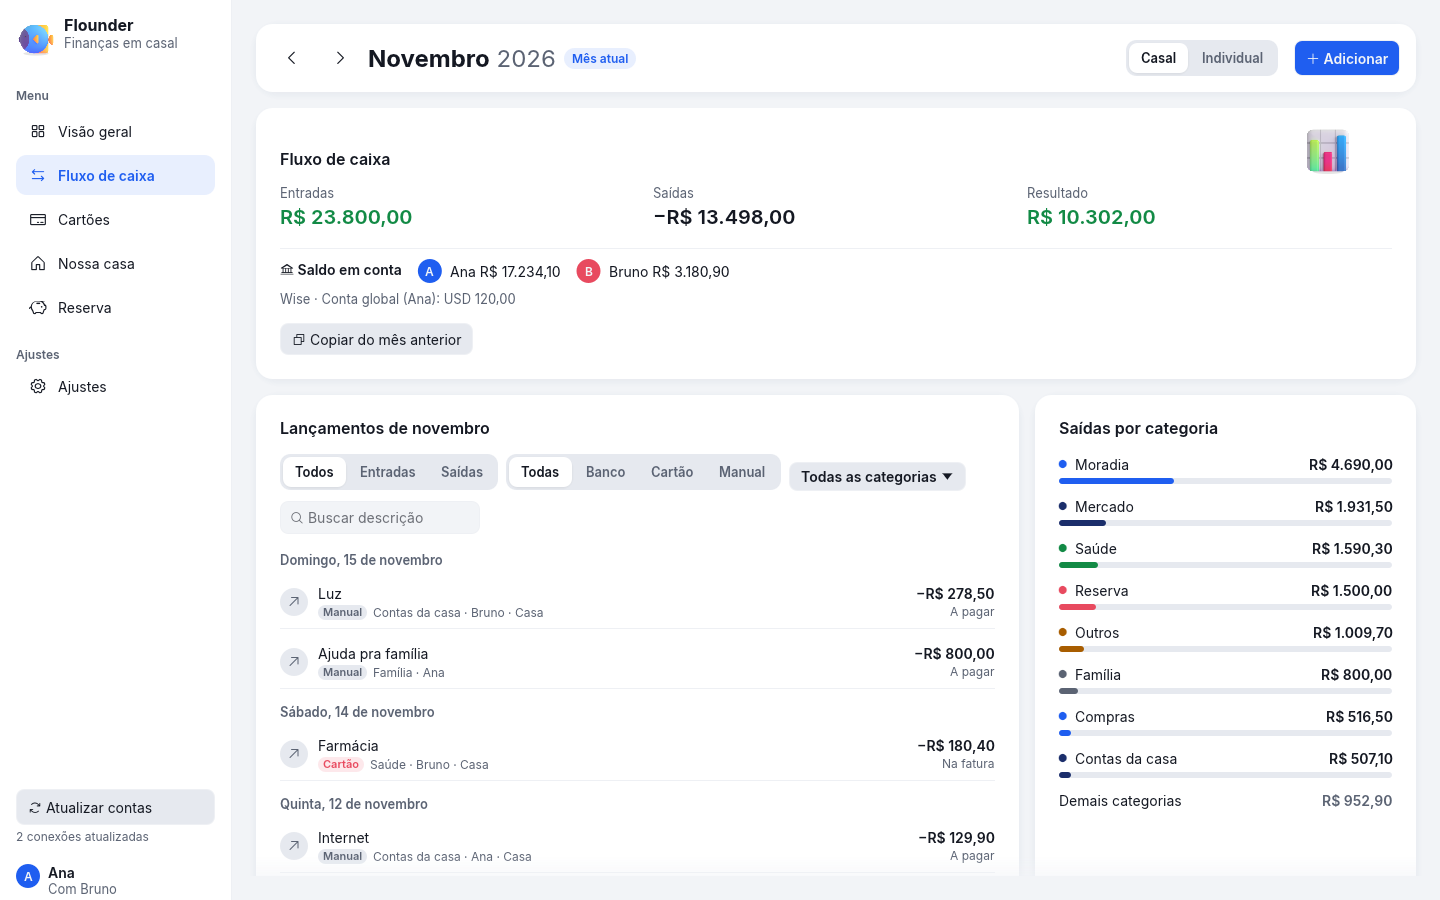 Flounder
Finanças em casal
Menu
Visão geral
Fluxo de caixa
Cartões
Nossa casa
Reserva
Ajustes
Ajustes
Atualizar contas
2 conexões atualizadas
A
Ana
Com Bruno
Novembro 2026 Mês atual
Casal Individual
+ Adicionar
Fluxo de caixa
Entradas Saídas Resultado
R$ 23.800,00 −R$ 13.498,00 R$ 10.302,00
Saldo em conta A Ana R$ 17.234,10 B Bruno R$ 3.180,90
Wise · Conta global (Ana): USD 120,00
Copiar do mês anterior
Lançamentos de novembro
Todos Entradas Saídas Todas Banco Cartão Manual Todas as categorias
Buscar descrição
Domingo, 15 de novembro
Luz −R$ 278,50
Manual Contas da casa · Bruno · Casa A pagar
Ajuda pra família −R$ 800,00
Manual Família · Ana A pagar
Sábado, 14 de novembro
Farmácia −R$ 180,40
Cartão Saúde · Bruno · Casa Na fatura
Quinta, 12 de novembro
Internet −R$ 129,90
Manual Contas da casa · Ana · Casa A pagar
Saídas por categoria
Moradia R$ 4.690,00
Mercado R$ 1.931,50
Saúde R$ 1.590,30
Reserva R$ 1.500,00
Outros R$ 1.009,70
Família R$ 800,00
Compras R$ 516,50
Contas da casa R$ 507,10
Demais categorias R$ 952,90